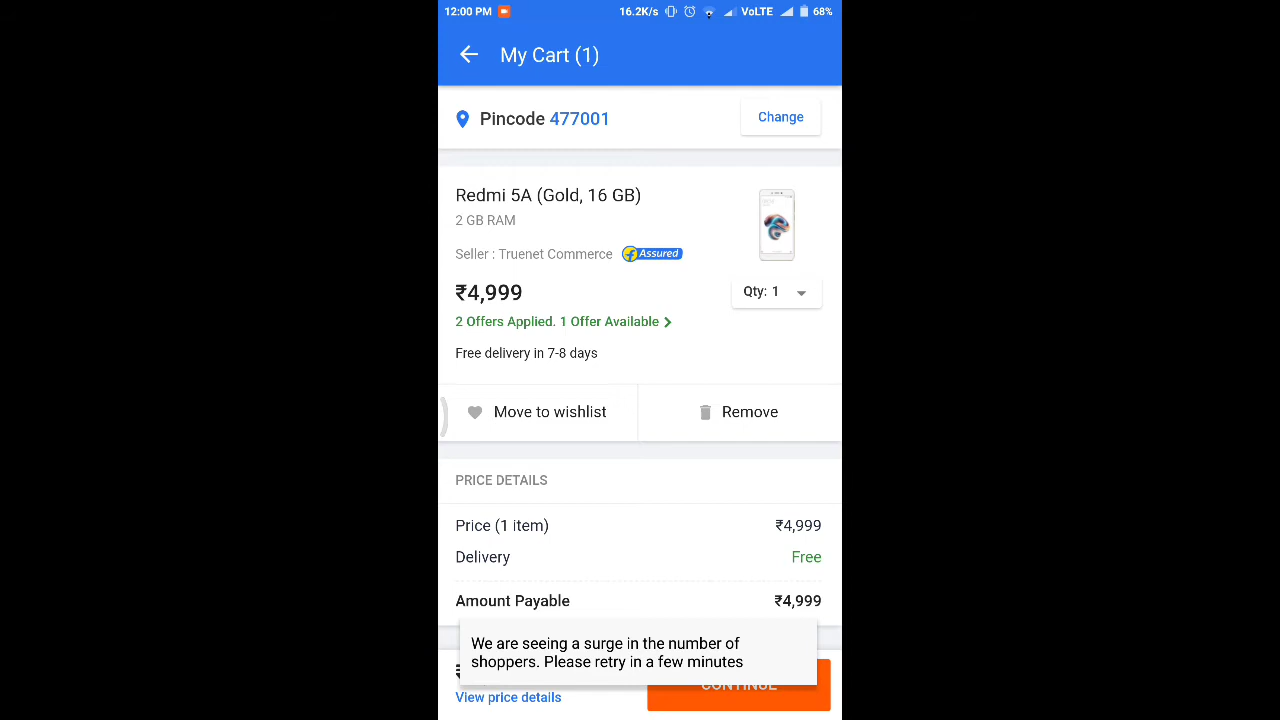 12:00 PM 16.2K/s VoLTE 68%
My Cart (1)
Pincode 477001 Change
Redmi 5A (Gold, 16 GB)
2 GB RAM
Seller : Truenet Commerce Assured
₹4,999 Qty: 1
2 Offers Applied. 1 Offer Available
Free delivery in 7-8 days
Move to wishlist Remove
PRICE DETAILS
Price (1 item) ₹4,999
Delivery Free
Amount Payable ₹4,999
We are seeing a surge in the number of
shoppers. Please retry in a few minutes
CONTINUE
View price details